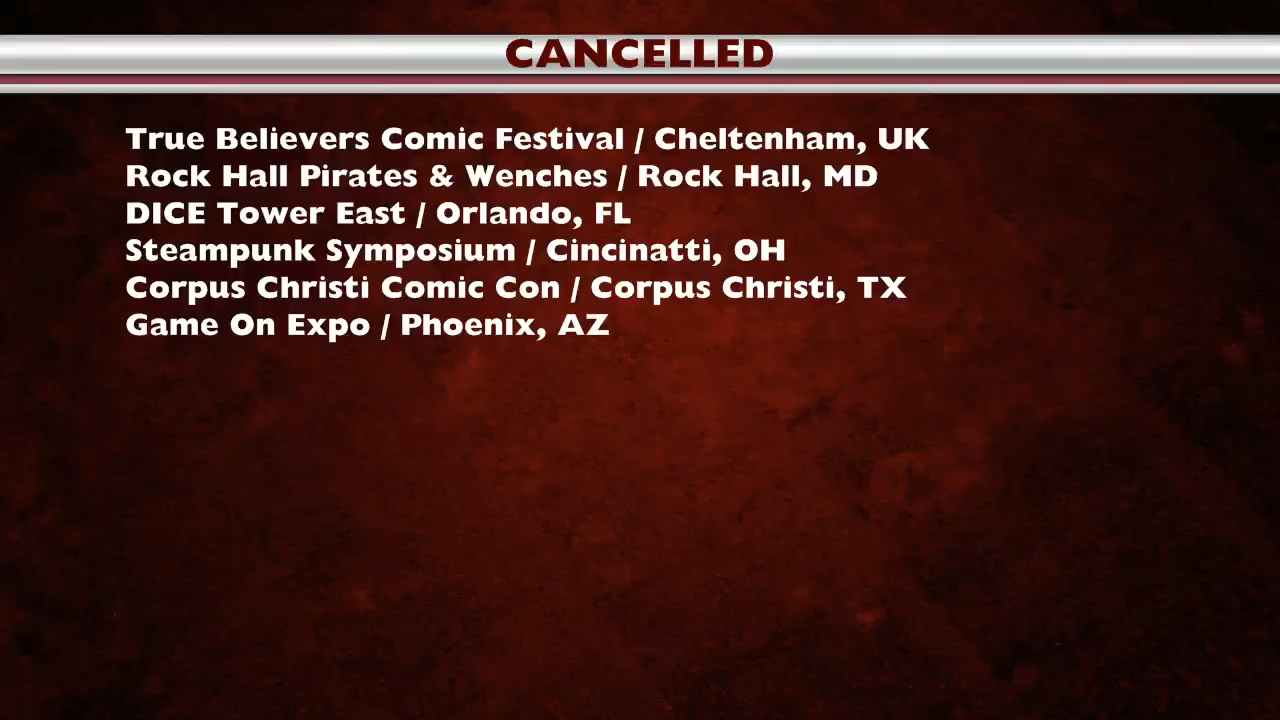 CANCELLED
True Believers Comic Festival / Cheltenham, UK
Rock Hall Pirates & Wenches / Rock Hall, MD
DICE Tower East / Orlando, FL
Steampunk Symposium / Cincinatti, OH
Corpus Christi Comic Con / Corpus Christi, TX
Game On Expo / Phoenix, AZ